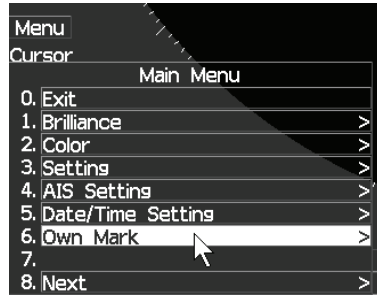 Menu
Cursor
Main Menu
0. Exit
1. Brilliance >
2. Color >
3. Setting >
4. AIS Setting >
5. Date/Time Setting >
6. Own Mark >
7.
8. Next >